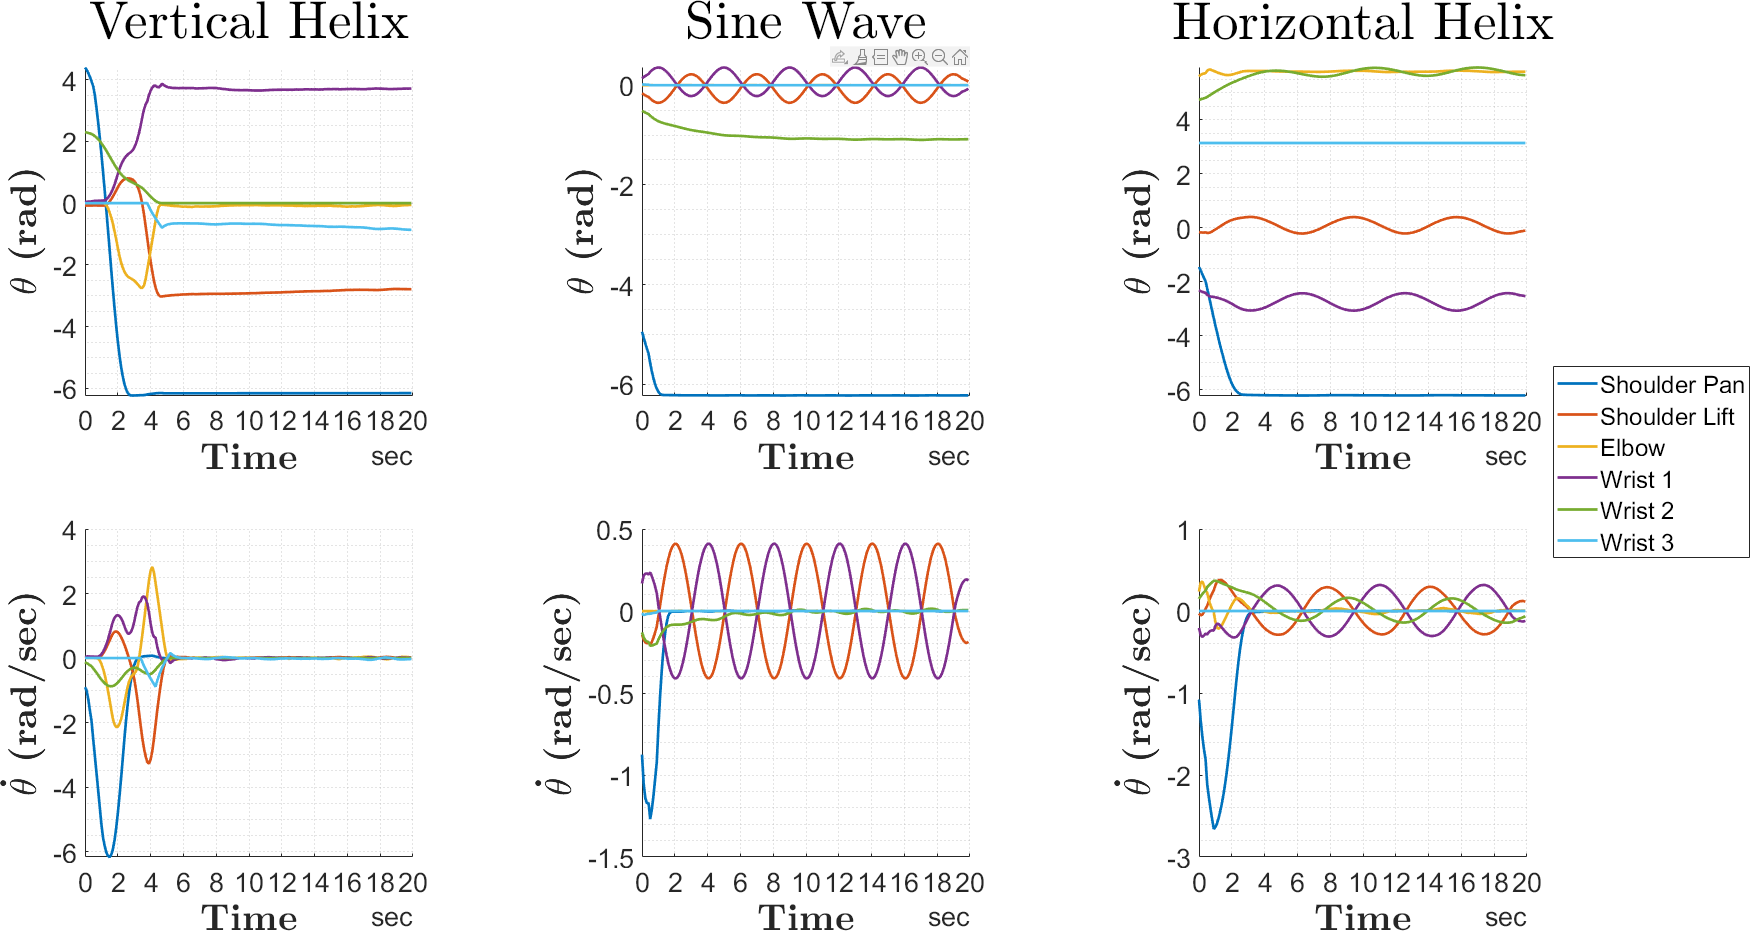 Vertical Helix
Sine Wave
Horizontal Helix
θ (rad)
4
2
0
-2
-4
-6
0 2 4 6 8 10 12 14 16 18 20
Time
sec
θ (rad)
0
-2
-4
-6
0 2 4 6 8 10 12 14 16 18 20
Time
sec
θ (rad)
4
2
0
-2
-4
-6
0 2 4 6 8 10 12 14 16 18 20
Time
sec
Shoulder Pan
Shoulder Lift
Elbow
Wrist 1
Wrist 2
Wrist 3
θ̇ (rad/sec)
4
2
0
-2
-4
-6
0 2 4 6 8 10 12 14 16 18 20
Time
sec
θ̇ (rad/sec)
0.5
0
-0.5
-1
-1.5
0 2 4 6 8 10 12 14 16 18 20
Time
sec
θ̇ (rad/sec)
1
0
-1
-2
-3
0 2 4 6 8 10 12 14 16 18 20
Time
sec